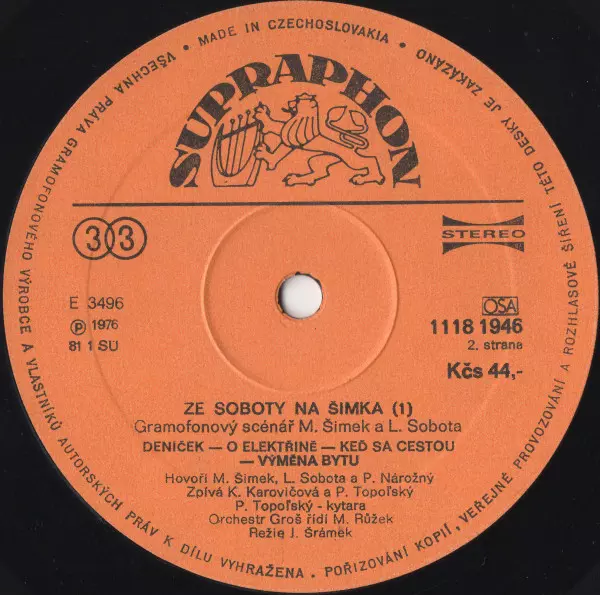 VŠECHNA PRÁVA GRAMOFONOVÉHO VÝROBCE A VLASTNÍKŮ AUTORSKÝCH PRÁV K DÍLU VYHRAŽENA. POŘIZOVÁNÍ KOPIÍ, VEŘEJNÉ PROVOZOVÁNÍ A ROZHLASOVÉ ŠÍŘENÍ TÉTO DESKY JE ZAKÁZÁNO
• MADE IN CZECHOSLOVAKIA •
SUPRAPHON
33
STEREO
E 3496
℗ 1976
81 1 SU
OSA
1118 1946
2. strana
Kčs 44,-
ZE SOBOTY NA ŠIMKA (1)
Gramofonový scénář M. Šimek a L. Sobota
DENÍČEK — O ELEKTŘINĚ — KEĎ SA CESTOU
— VÝMĚNA BYTU
Hovoří M. Šimek, L. Sobota a P. Nárožný
Zpívá K. Karovičová a P. Topoľský
P. Topoľský - kytara
Orchestr Groš řídí M. Růžek
Režie J. Šrámek